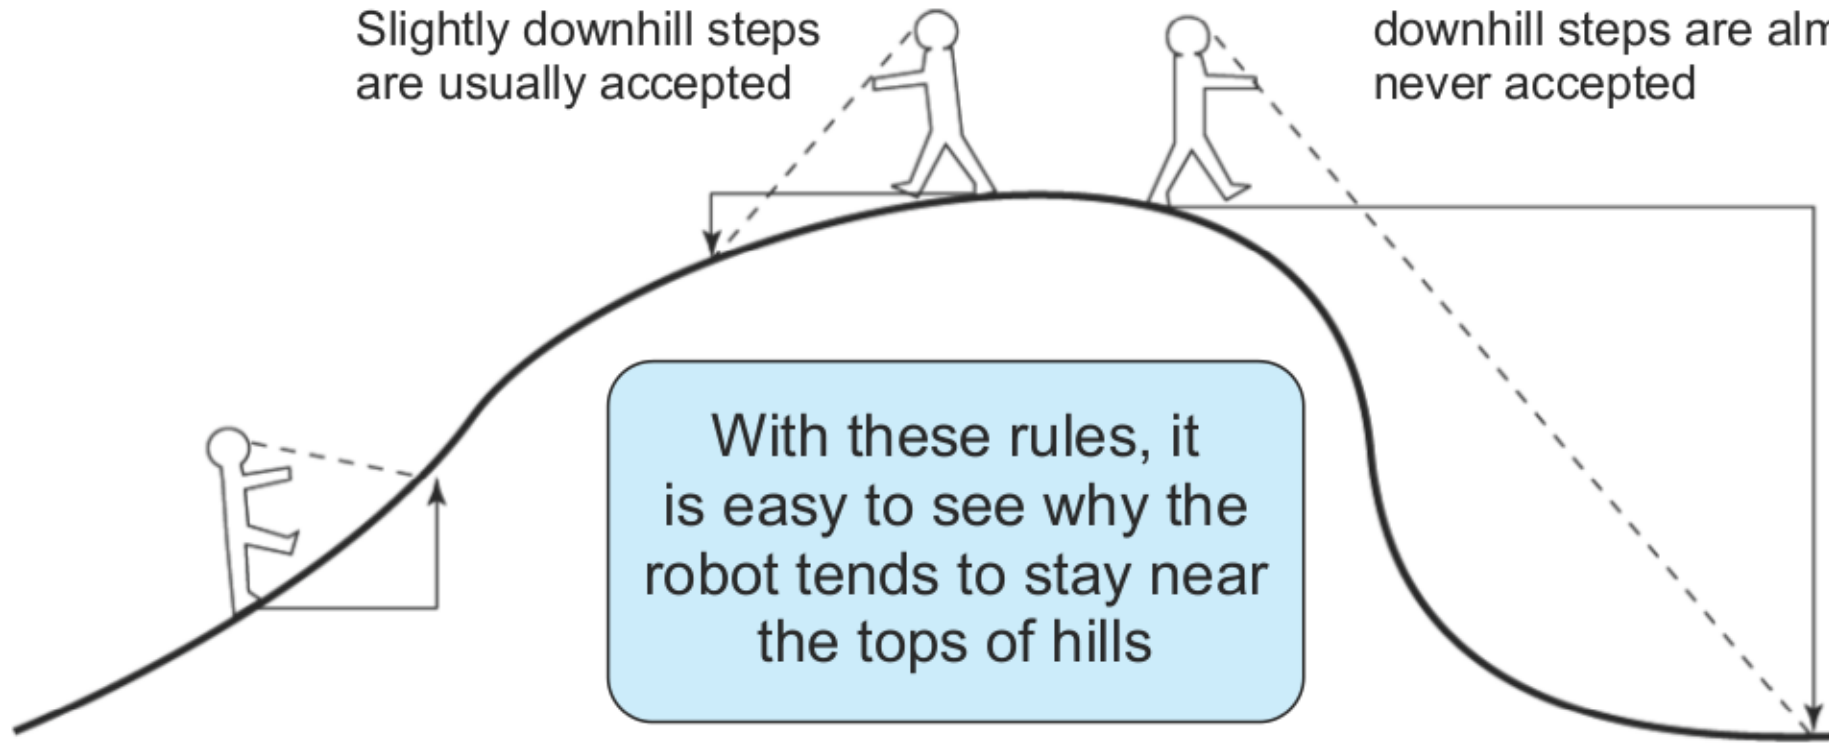 Slightly downhill steps
are usually accepted
downhill steps are
never accepted
With these rules, it
is easy to see why the
robot tends to stay near
the tops of hills